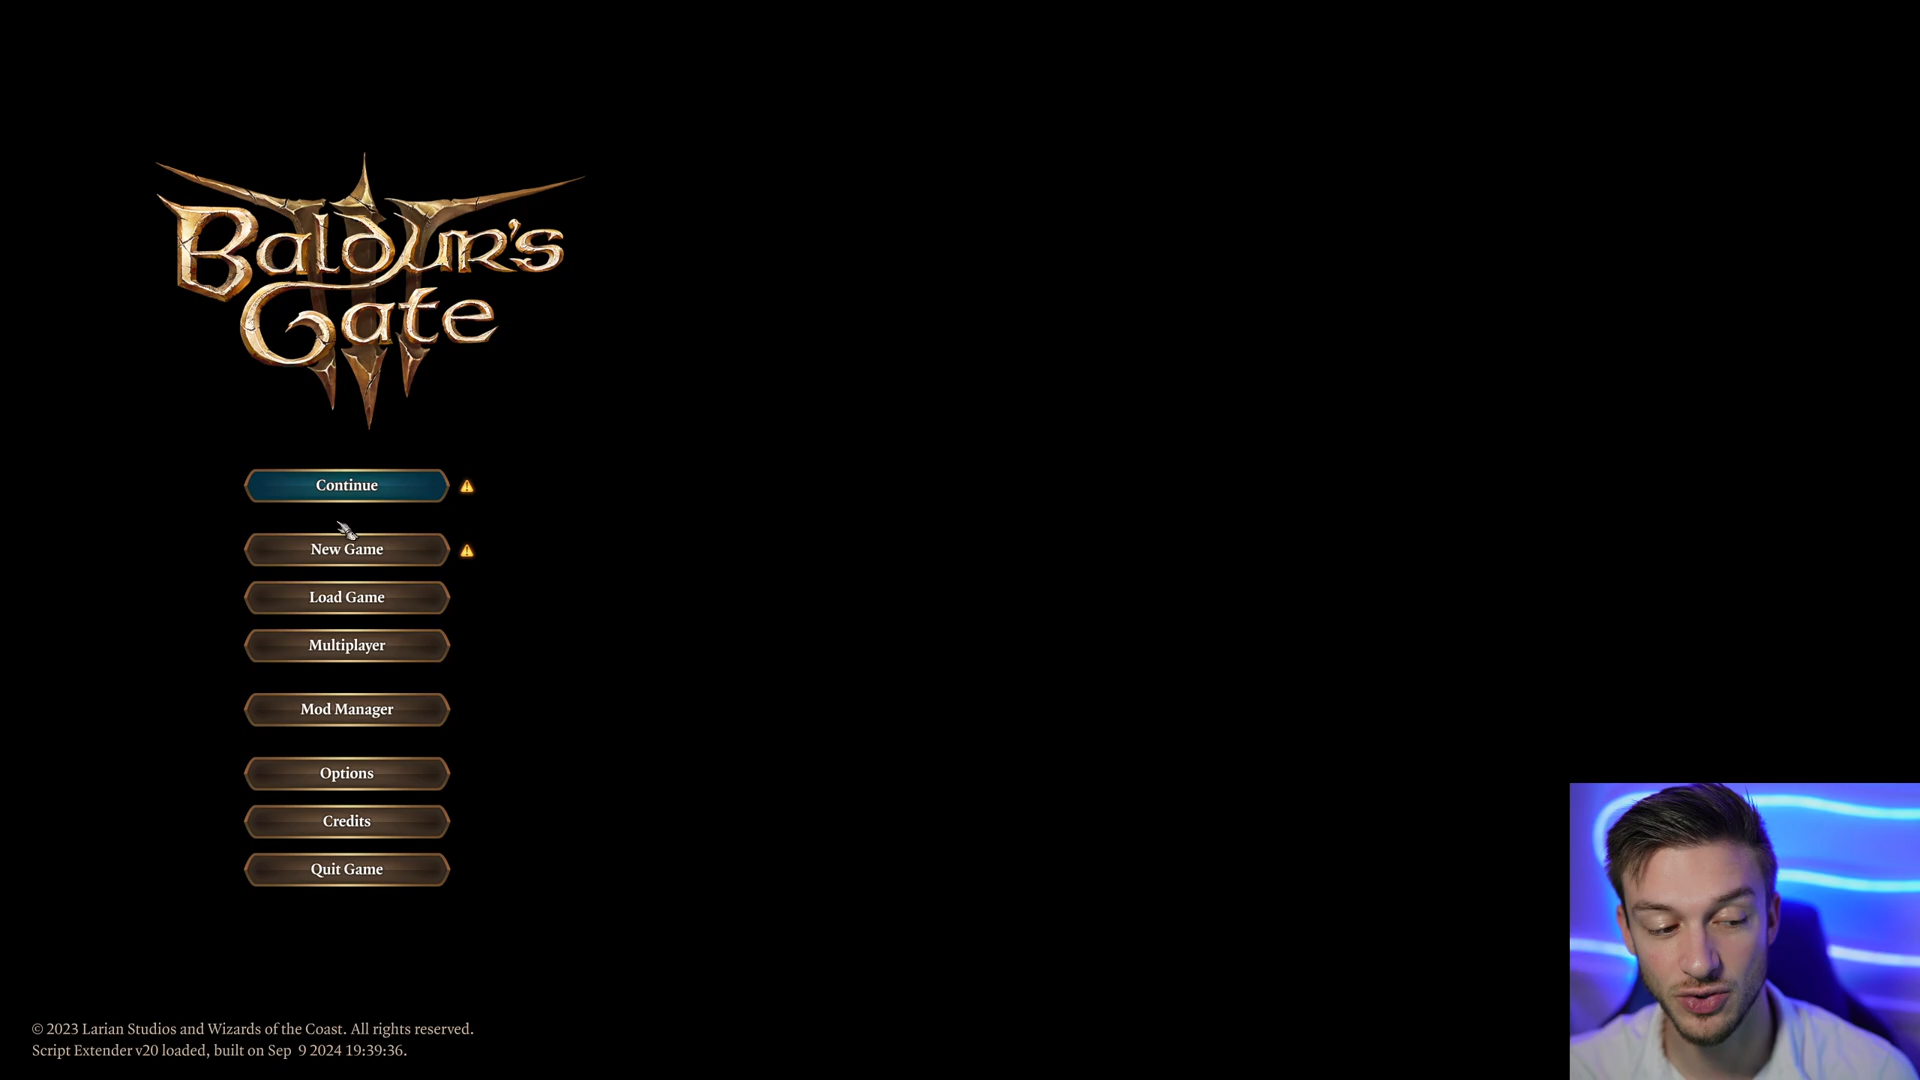 Baldur's
Gate
Continue
New Game
Load Game
Multiplayer
Mod Manager
Options
Credits
Quit Game
© 2023 Larian Studios and Wizards of the Coast. All rights reserved.
Script Extender v20 loaded, built on Sep  9 2024 19:39:36.